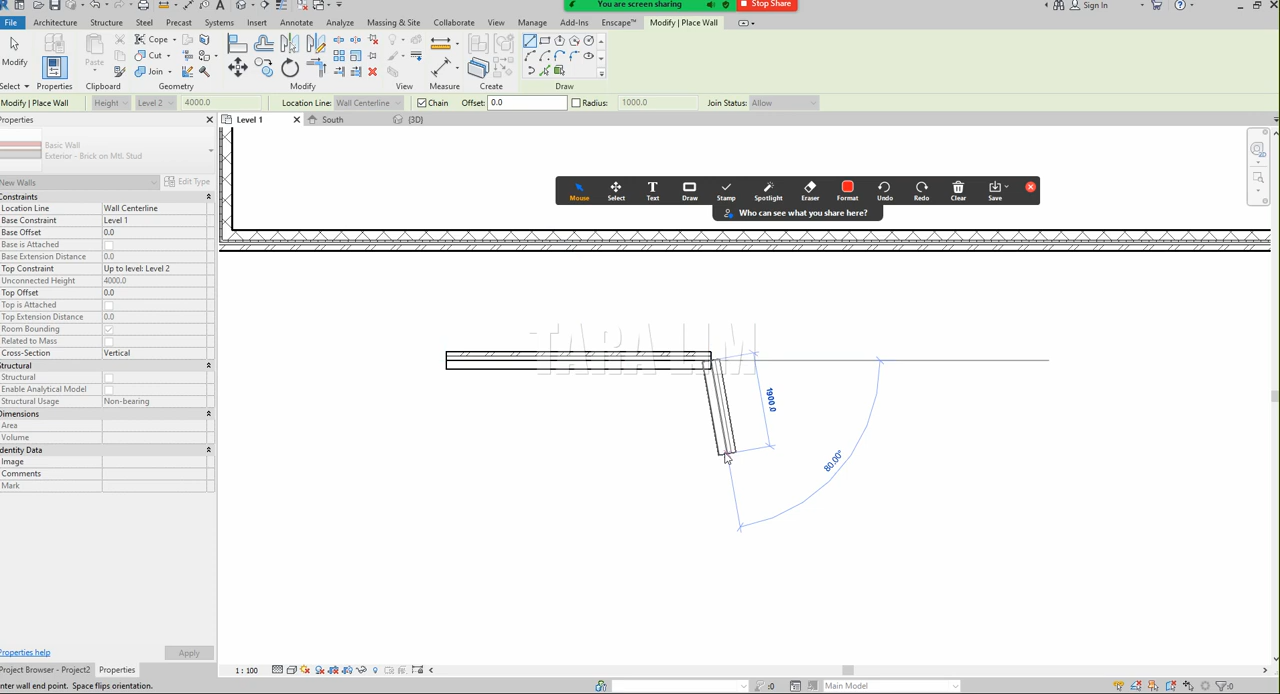 You are screen sharing
Stop Share
Sign In
File
Architecture
Structure
Steel
Precast
Systems
Insert
Annotate
Analyze
Massing & Site
Collaborate
View
Manage
Add-Ins
Enscape™
Modify | Place Wall
Modify
Paste
Cope
Cut
Join
Select
Properties
Clipboard
Geometry
Modify
View
Measure
Create
Draw
Modify | Place Wall
Height
Level 2
4000.0
Location Line:
Wall Centerline
Chain
Offset:
0.0
Radius:
1000.0
Join Status:
Allow
Properties
Level 1
South
{3D}
Basic Wall
Exterior - Brick on Mtl. Stud
New Walls
Edit Type
Constraints
Location Line
Wall Centerline
Base Constraint
Level 1
Base Offset
0.0
Base is Attached
Base Extension Distance
0.0
Top Constraint
Up to level: Level 2
Unconnected Height
4000.0
Top Offset
0.0
Top is Attached
Top Extension Distance
0.0
Room Bounding
Related to Mass
Cross-Section
Vertical
Structural
Structural
Enable Analytical Model
Structural Usage
Non-bearing
Dimensions
Area
Volume
Identity Data
Image
Comments
Mark
Mouse
Select
Text
Draw
Stamp
Spotlight
Eraser
Format
Undo
Redo
Clear
Save
Who can see what you share here?
1900.0
80.00°
Properties help
Apply
Project Browser - Project2
Properties
1 : 100
Enter wall end point. Space flips orientation.
:0
Main Model
:0